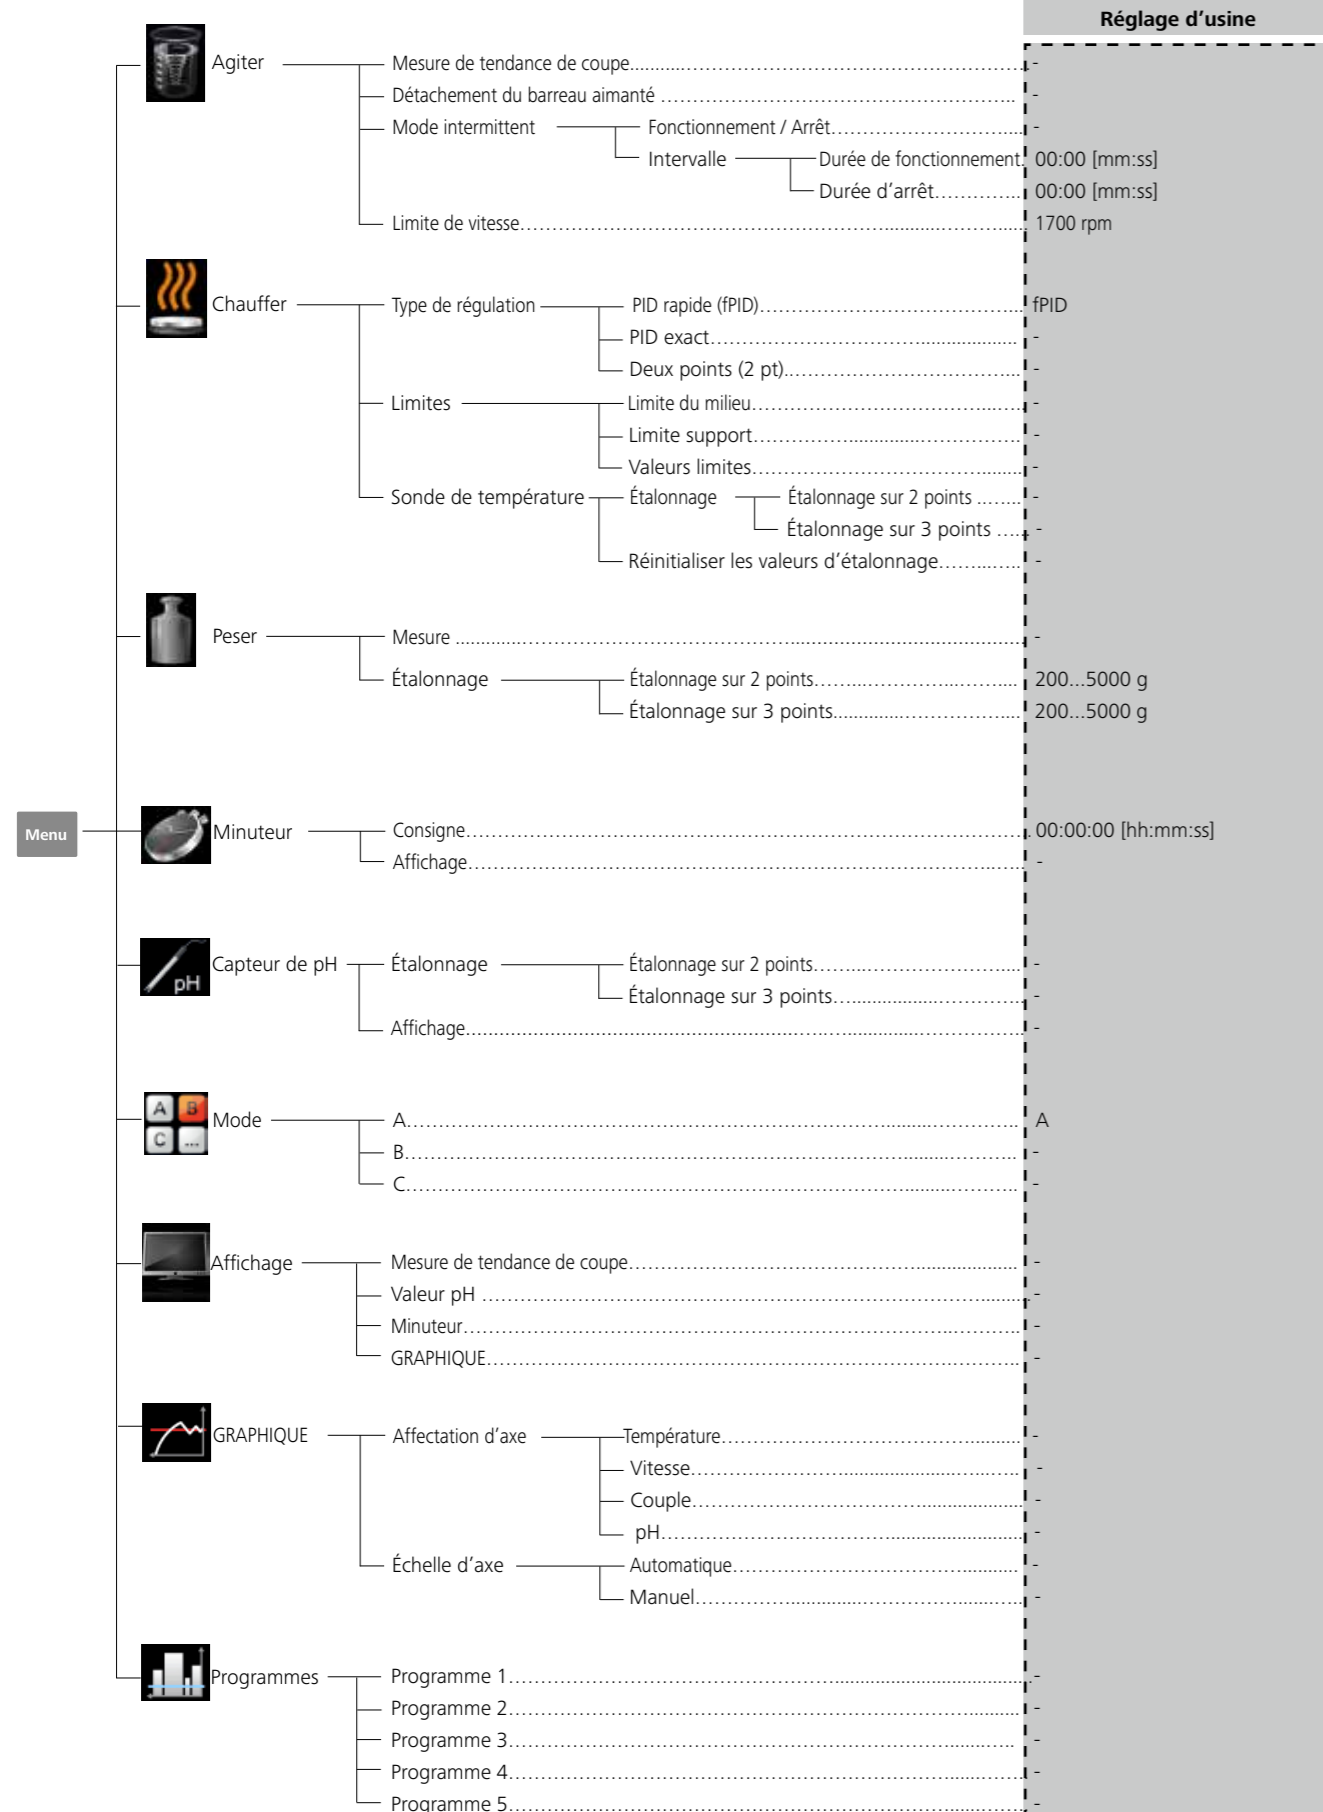 Réglage d’usine
Agiter Mesure de tendance de coupe -
Détachement du barreau aimanté -
Mode intermittent Fonctionnement / Arrêt -
Intervalle Durée de fonctionnement 00:00 [mm:ss]
Durée d’arrêt 00:00 [mm:ss]
Limite de vitesse 1700 rpm
Chauffer Type de régulation PID rapide (fPID) fPID
PID exact -
Deux points (2 pt) -
Limites Limite du milieu -
Limite support -
Valeurs limites -
Sonde de température Étalonnage Étalonnage sur 2 points -
Étalonnage sur 3 points -
Réinitialiser les valeurs d’étalonnage -
Peser Mesure -
Étalonnage Étalonnage sur 2 points 200...5000 g
Étalonnage sur 3 points 200...5000 g
Menu Minuteur Consigne 00:00:00 [hh:mm:ss]
Affichage -
pH Capteur de pH Étalonnage Étalonnage sur 2 points -
Étalonnage sur 3 points -
Affichage -
A B C ... Mode A A
B -
C -
Affichage Mesure de tendance de coupe -
Valeur pH -
Minuteur -
GRAPHIQUE -
GRAPHIQUE Affectation d’axe Température -
Vitesse -
Couple -
pH -
Échelle d’axe Automatique -
Manuel -
Programmes Programme 1 -
Programme 2 -
Programme 3 -
Programme 4 -
Programme 5 -